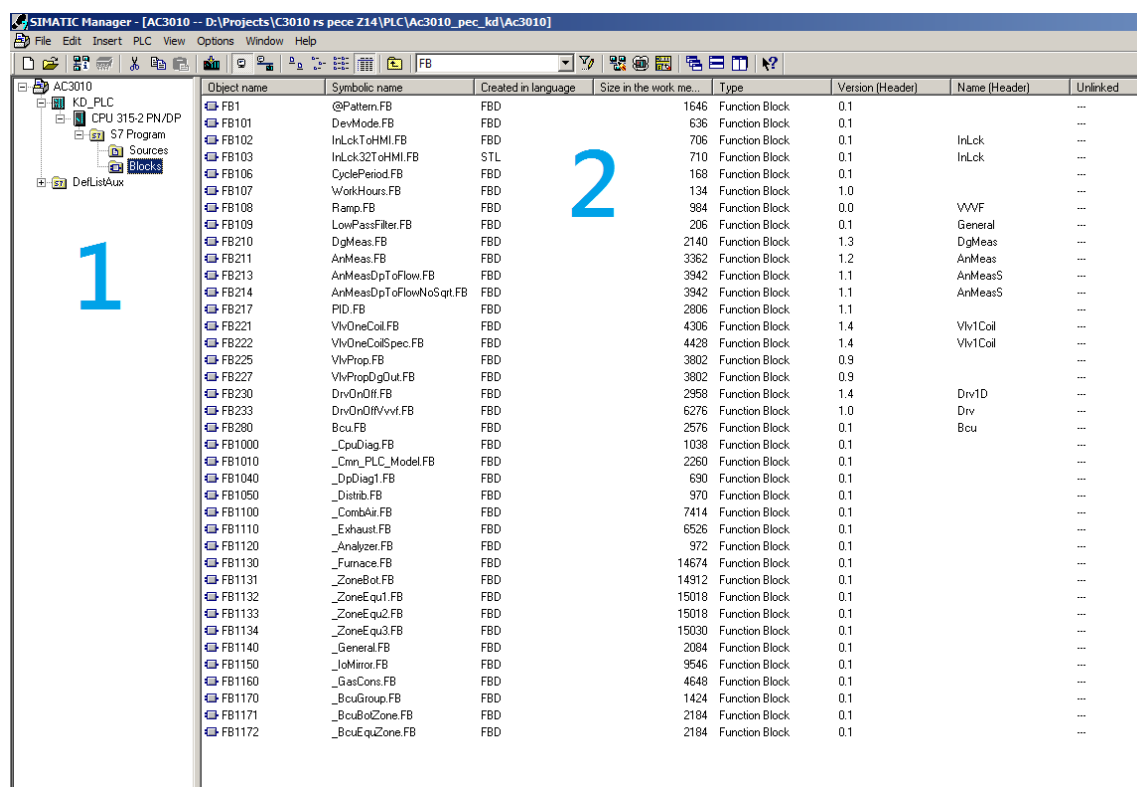 SIMATIC Manager - [AC3010 -- D:\Projects\C3010 rs pece Z14\PLC\Ac3010_pec_kd\Ac3010]
File Edit Insert PLC View Options Window Help
FB
AC3010
KD_PLC
CPU 315-2 PN/DP
S7 Program
Sources
Blocks
DefListAux
1
2
Object name Symbolic name Created in language Size in the work me... Type Version (Header) Name (Header) Unlinked
FB1 @Pattern.FB FBD 1646 Function Block 0.1 ---
FB101 DevMode.FB FBD 636 Function Block 0.1 ---
FB102 InLckToHMI.FB FBD 706 Function Block 0.1 InLck ---
FB103 InLck32ToHMI.FB STL 710 Function Block 0.1 InLck ---
FB106 CyclePeriod.FB FBD 168 Function Block 0.1 ---
FB107 WorkHours.FB FBD 134 Function Block 1.0 ---
FB108 Ramp.FB FBD 984 Function Block 0.0 VVVF ---
FB109 LowPassFilter.FB FBD 206 Function Block 0.1 General ---
FB210 DgMeas.FB FBD 2140 Function Block 1.3 DgMeas ---
FB211 AnMeas.FB FBD 3362 Function Block 1.2 AnMeas ---
FB213 AnMeasDpToFlow.FB FBD 3942 Function Block 1.1 AnMeasS ---
FB214 AnMeasDpToFlowNoSqrt.FB FBD 3942 Function Block 1.1 AnMeasS ---
FB217 PID.FB FBD 2806 Function Block 1.1 ---
FB221 VlvOneCoil.FB FBD 4306 Function Block 1.4 Vlv1Coil ---
FB222 VlvOneCoilSpec.FB FBD 4428 Function Block 1.4 Vlv1Coil ---
FB225 VlvProp.FB FBD 3802 Function Block 0.9 ---
FB227 VlvPropDgOut.FB FBD 3802 Function Block 0.9 ---
FB230 DrvOnOff.FB FBD 2958 Function Block 1.4 Drv1D ---
FB233 DrvOnOffVvvf.FB FBD 6276 Function Block 1.0 Drv ---
FB280 Bcu.FB FBD 2576 Function Block 0.1 Bcu ---
FB1000 _CpuDiag.FB FBD 1038 Function Block 0.1 ---
FB1010 _Cmn_PLC_Model.FB FBD 2260 Function Block 0.1 ---
FB1040 _DpDiag1.FB FBD 690 Function Block 0.1 ---
FB1050 _Distrib.FB FBD 970 Function Block 0.1 ---
FB1100 _CombAir.FB FBD 7414 Function Block 0.1 ---
FB1110 _Exhaust.FB FBD 6526 Function Block 0.1 ---
FB1120 _Analyzer.FB FBD 972 Function Block 0.1 ---
FB1130 _Furnace.FB FBD 14674 Function Block 0.1 ---
FB1131 _ZoneBot.FB FBD 14912 Function Block 0.1 ---
FB1132 _ZoneEqu1.FB FBD 15018 Function Block 0.1 ---
FB1133 _ZoneEqu2.FB FBD 15018 Function Block 0.1 ---
FB1134 _ZoneEqu3.FB FBD 15030 Function Block 0.1 ---
FB1140 _General.FB FBD 2084 Function Block 0.1 ---
FB1150 _IoMirror.FB FBD 9546 Function Block 0.1 ---
FB1160 _GasCons.FB FBD 4648 Function Block 0.1 ---
FB1170 _BcuGroup.FB FBD 1424 Function Block 0.1 ---
FB1171 _BcuBotZone.FB FBD 2184 Function Block 0.1 ---
FB1172 _BcuEquZone.FB FBD 2184 Function Block 0.1 ---